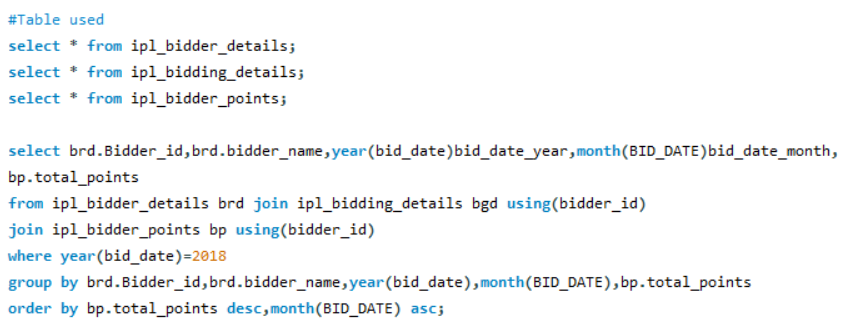 #Table used
select * from ipl_bidder_details;
select * from ipl_bidding_details;
select * from ipl_bidder_points;
select brd.Bidder_id,brd.bidder_name,year(bid_date)bid_date_year,month(BID_DATE)bid_date_month,
bp.total_points
from ipl_bidder_details brd join ipl_bidding_details bgd using(bidder_id)
join ipl_bidder_points bp using(bidder_id)
where year(bid_date)=2018
group by brd.Bidder_id,brd.bidder_name,year(bid_date),month(BID_DATE),bp.total_points
order by bp.total_points desc,month(BID_DATE) asc;